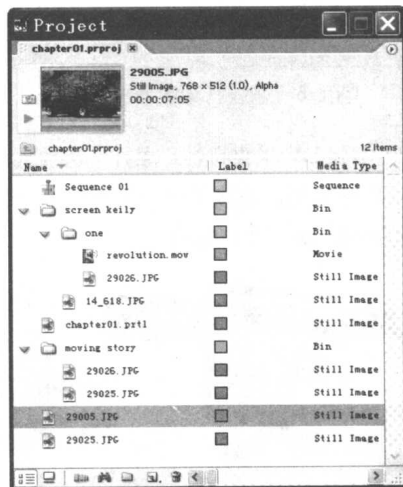 Project
chapter01.prproj
29005.JPG
Still Image, 768 x 512 (1.0), Alpha
00:00:07:05
chapter01.prproj 12 Items
Name Label Media Type
Sequence 01 Sequence
screen keily Bin
one Bin
revolution.mov Movie
29026.JPG Still Image
14_618.JPG Still Image
chapter01.prtl Still Image
moving story Bin
29026.JPG Still Image
29025.JPG Still Image
29005.JPG Still Image
29025.JPG Still Image